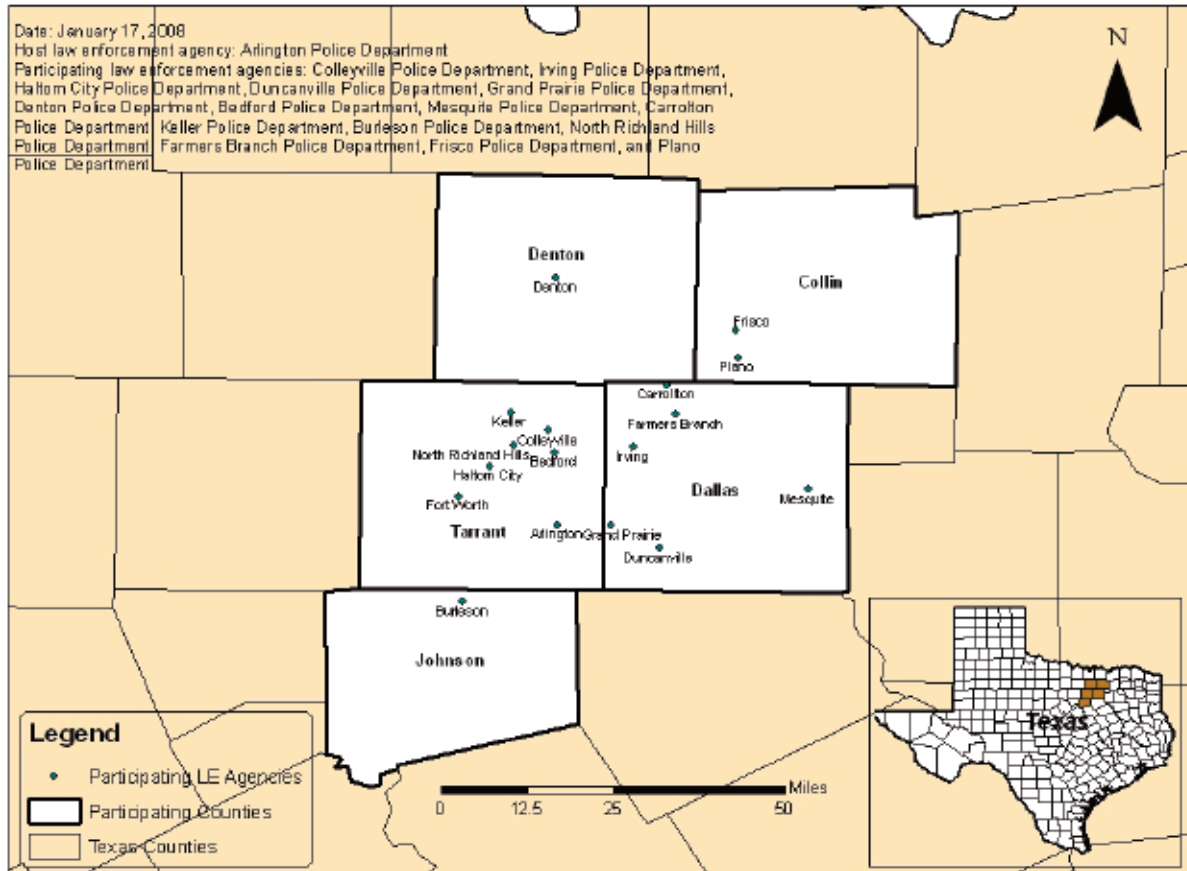 Date: January 17, 2008
Host law enforcement agency: Arlington Police Department
Participating law enforcement agencies: Colleyville Police Department, Irving Police Department,
Haltom City Police Department, Duncanville Police Department, Grand Prairie Police Department,
Denton Police Department, Bedford Police Department, Mesquite Police Department, Carrollton
Police Department, Keller Police Department, Burleson Police Department, North Richland Hills
Police Department, Farmers Branch Police Department, Frisco Police Department, and Plano
Police Department
N
Denton
Denton
Collin
Frisco
Plano
Carrollton
Keller
Farmers Branch
Colleyville
North Richland Hills
Bedford
Irving
Haltom City
Dallas
Mesquite
Fort Worth
Tarrant
Arlington
Grand Prairie
Duncanville
Burleson
Johnson
Texas
Legend
Participating LE Agencies
Participating Counties
Texas Counties
Miles
0 12.5 25 50